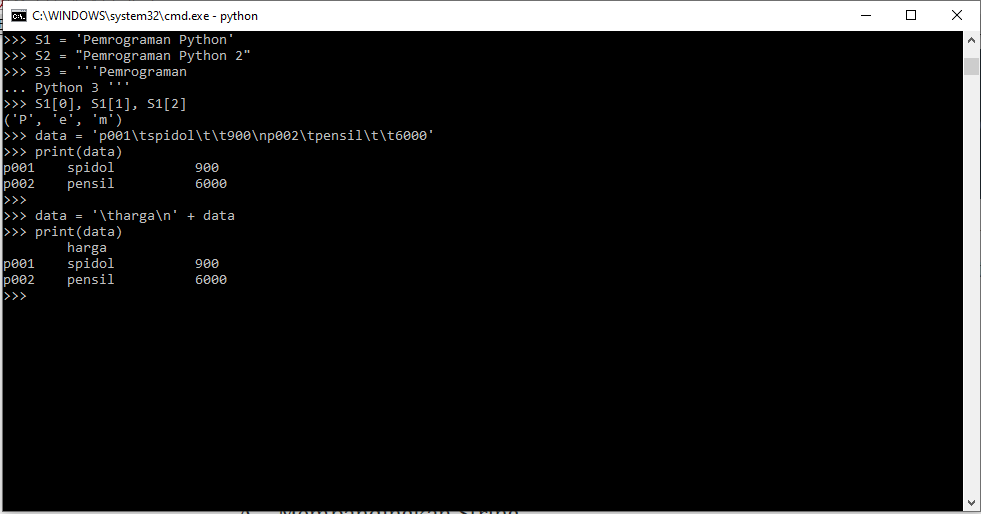 C:\WINDOWS\system32\cmd.exe - python
>>> S1 = 'Pemrograman Python'
>>> S2 = "Pemrograman Python 2"
>>> S3 = '''Pemrograman
... Python 3 '''
>>> S1[0], S1[1], S1[2]
('P', 'e', 'm')
>>> data = 'p001\tspidol\t\t900\np002\tpensil\t\t6000'
>>> print(data)
p001    spidol          900
p002    pensil          6000
>>>
>>> data = '\tharga\n' + data
>>> print(data)
        harga
p001    spidol          900
p002    pensil          6000
>>>